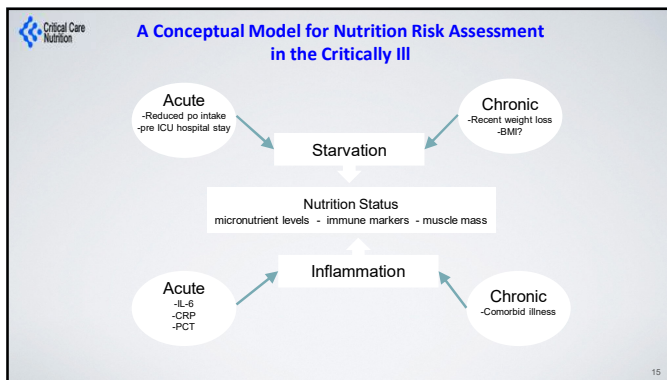 Critical Care
Nutrition
A Conceptual Model for Nutrition Risk Assessment
in the Critically Ill
Acute
-Reduced po intake
-pre ICU hospital stay
Chronic
-Recent weight loss
-BMI?
Starvation
Nutrition Status
micronutrient levels - immune markers - muscle mass
Inflammation
Acute
-IL-6
-CRP
-PCT
Chronic
-Comorbid illness
15